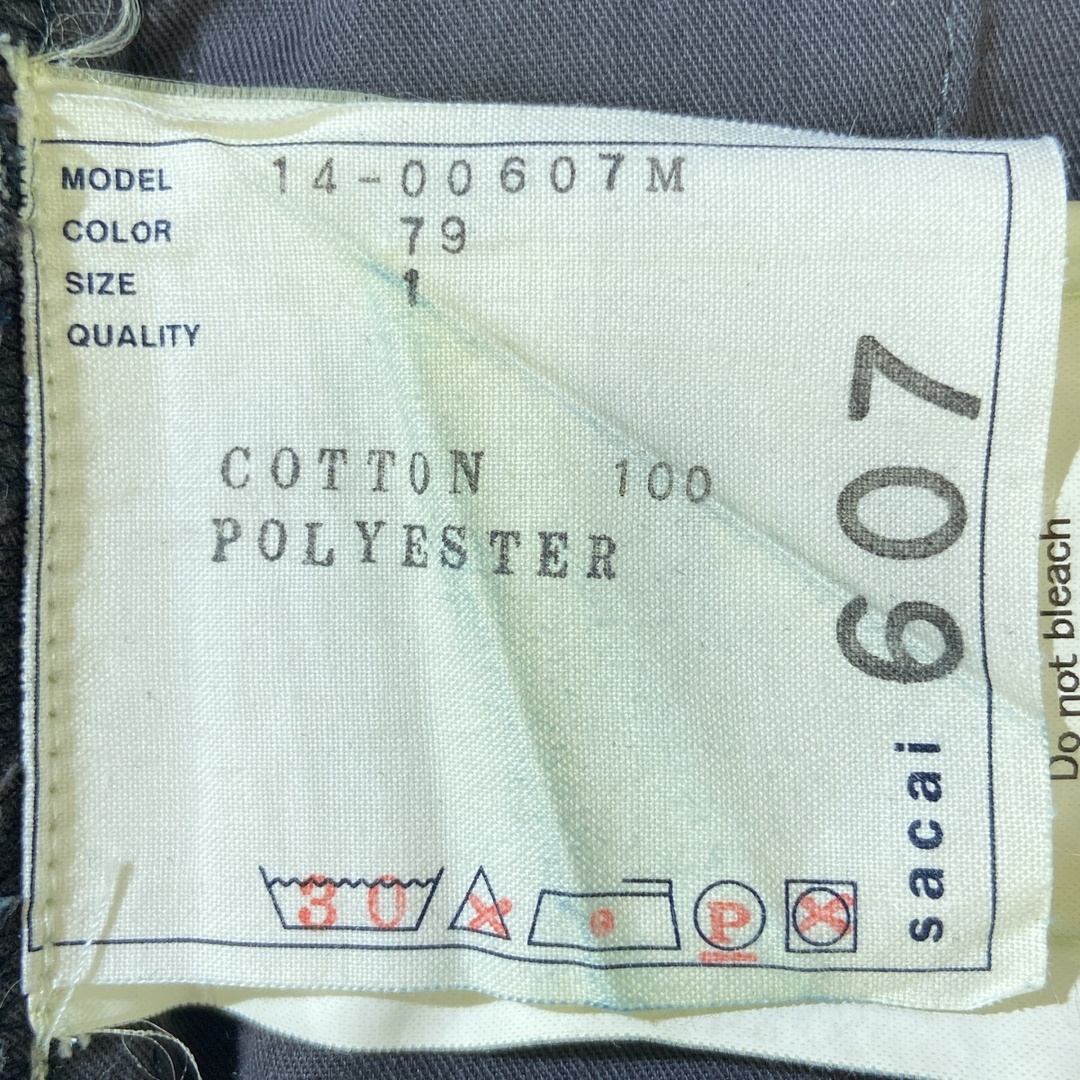 MODEL 14-00607M
COLOR 79
SIZE 1
QUALITY
COTTON 100
POLYESTER
30
P
sacai 607
Do not bleach